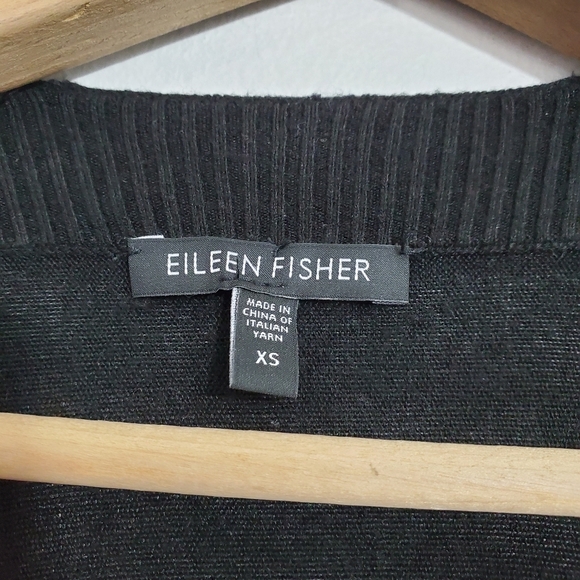 EILEEN FISHER
MADE IN
CHINA OF
ITALIAN
YARN
XS